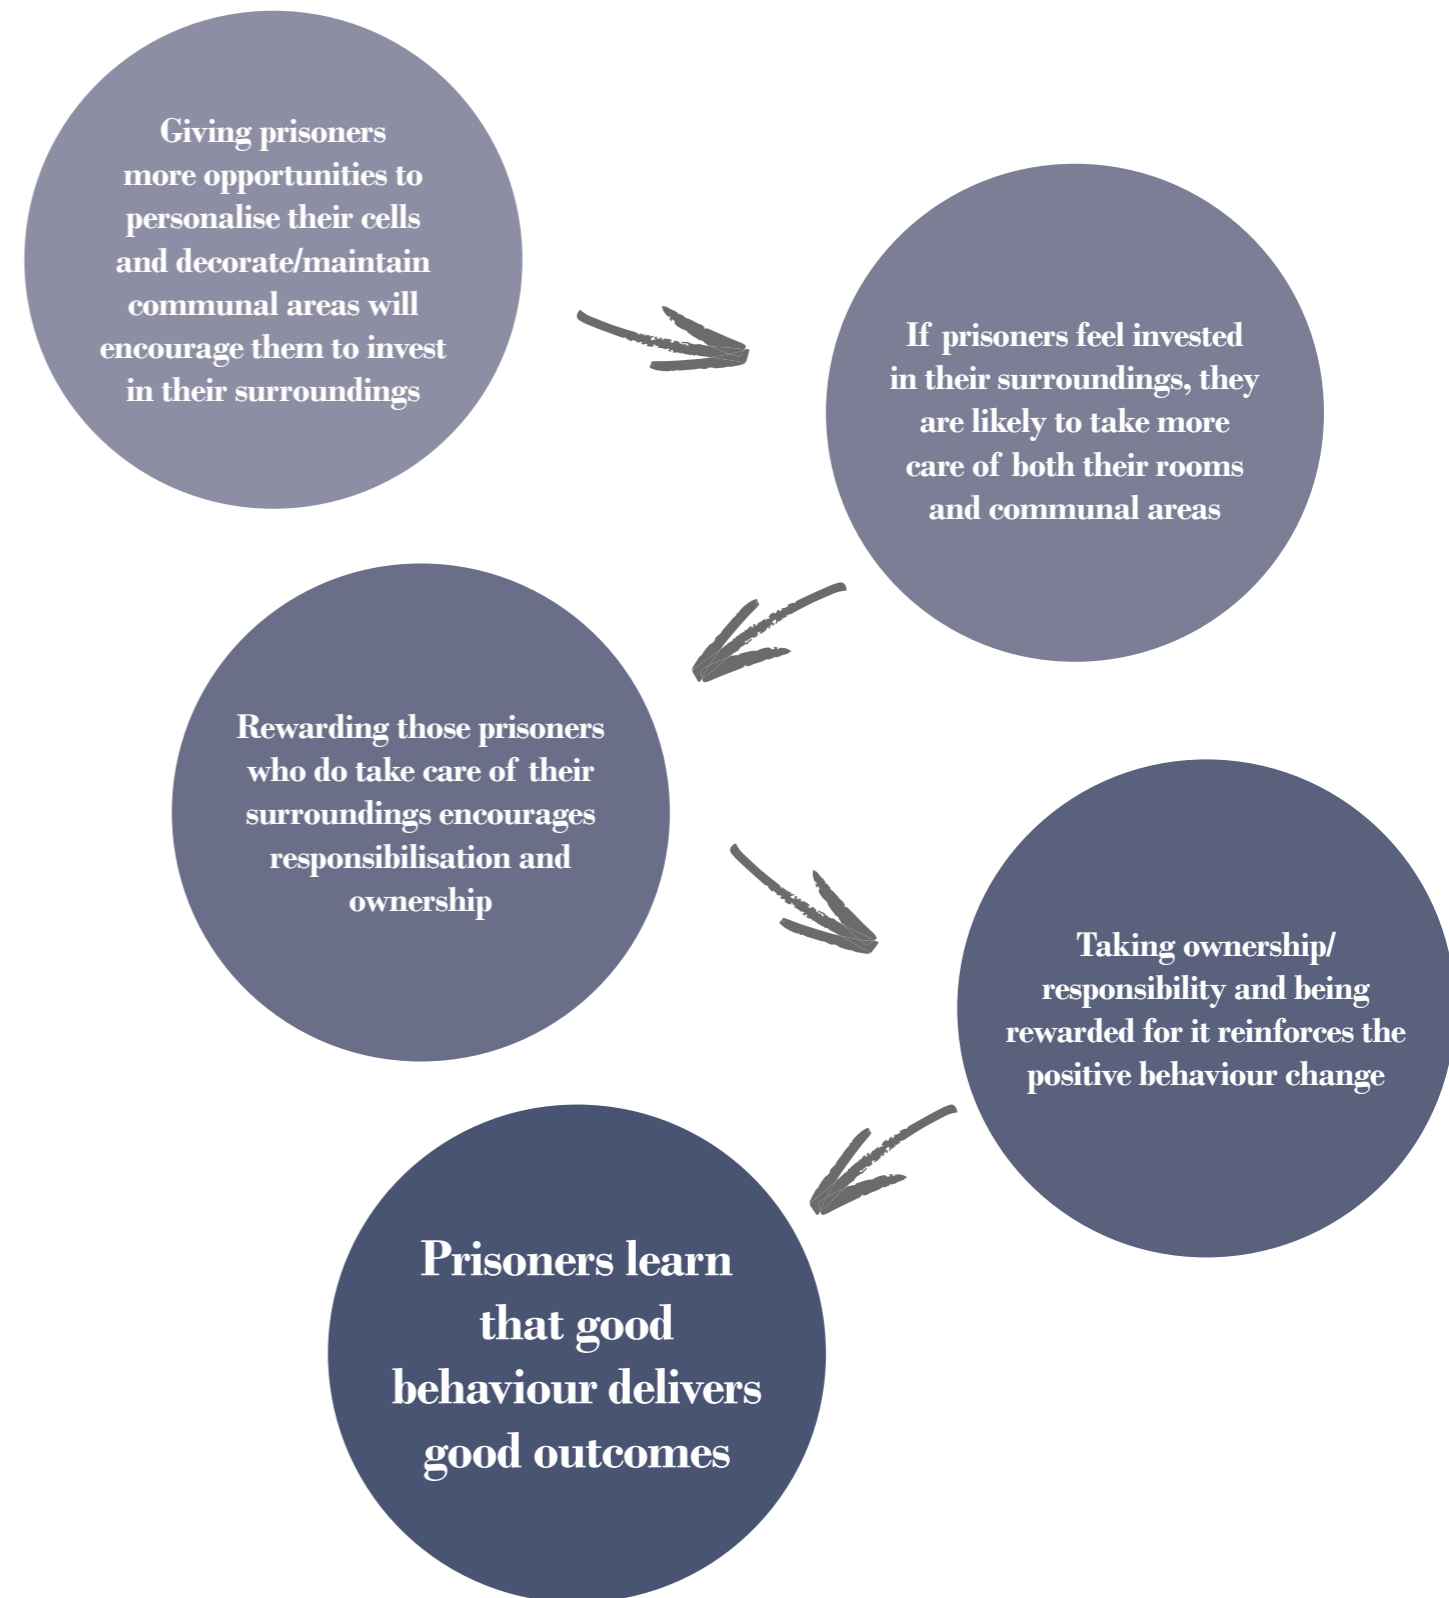 Giving prisoners
more opportunities to
personalise their cells
and decorate/maintain
communal areas will
encourage them to invest
in their surroundings
If prisoners feel invested
in their surroundings, they
are likely to take more
care of both their rooms
and communal areas
Rewarding those prisoners
who do take care of their
surroundings encourages
responsibilisation and
ownership
Taking ownership/
responsibility and being
rewarded for it reinforces the
positive behaviour change
Prisoners learn
that good
behaviour delivers
good outcomes